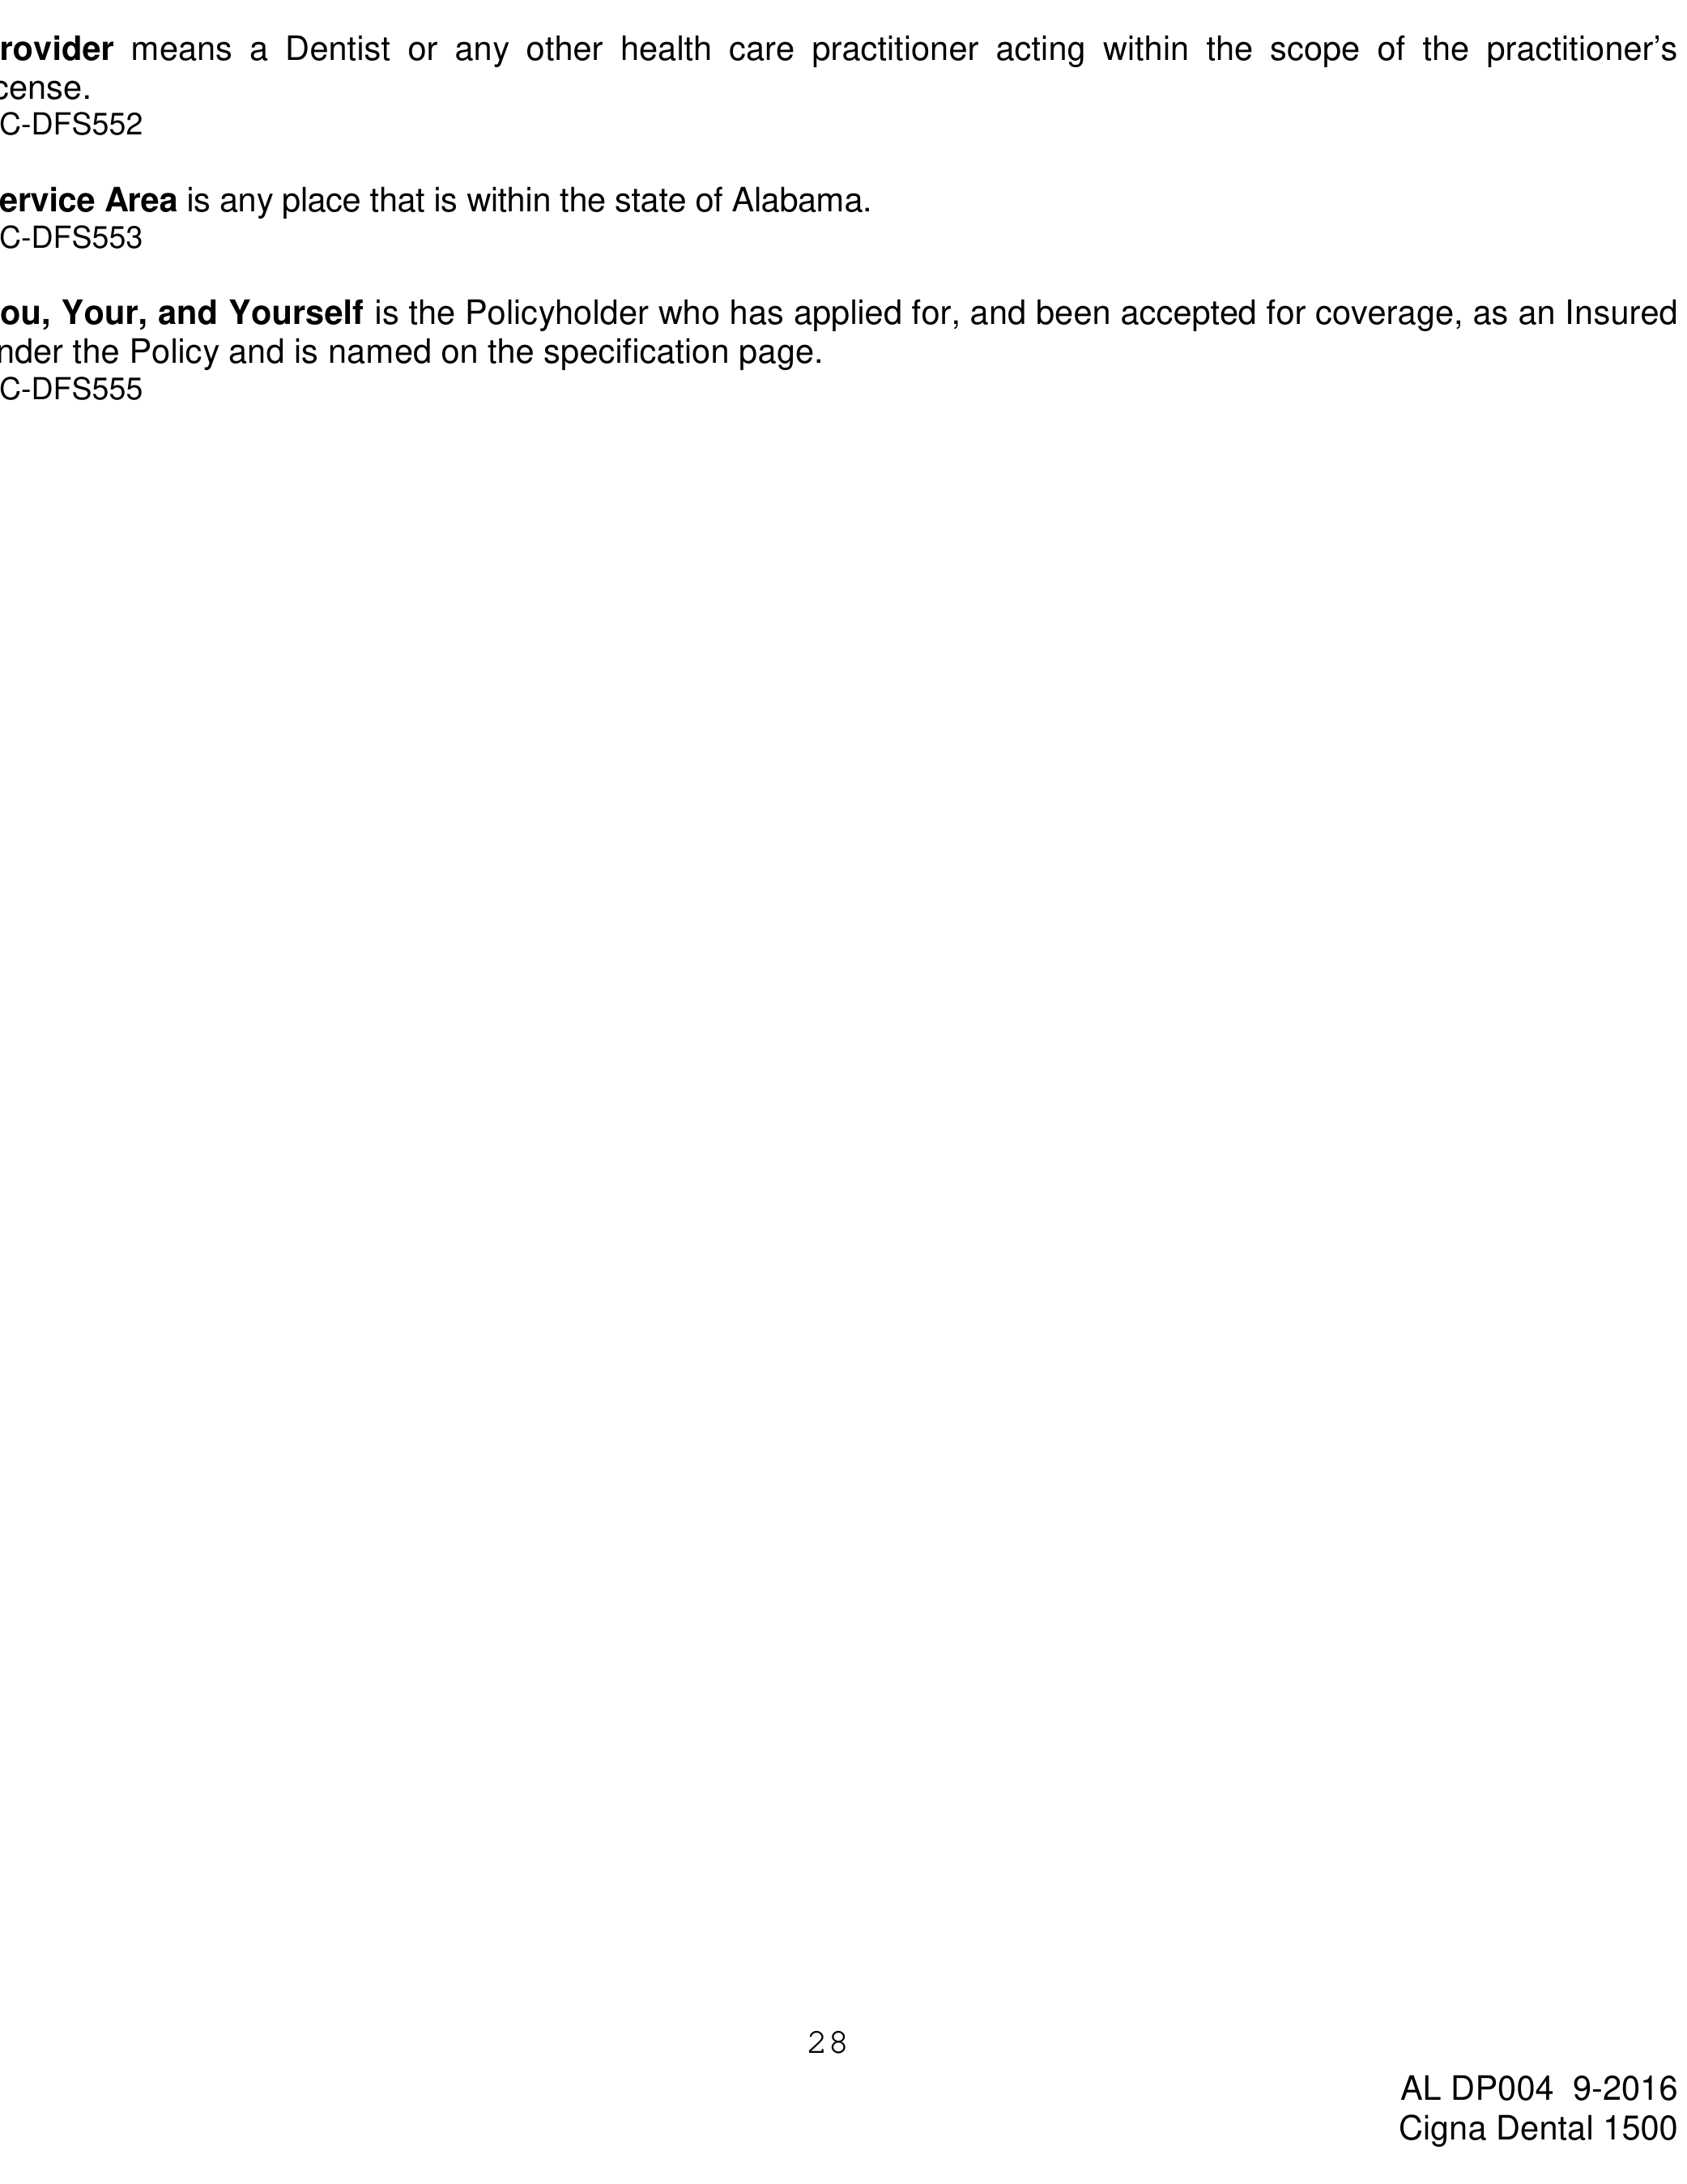 rovider means a Dentist or any other health care practitioner acting within the scope of the practitioner’s
cense.
C-DFS552
ervice Area is any place that is within the state of Alabama.
C-DFS553
ou, Your, and Yourself is the Policyholder who has applied for, and been accepted for coverage, as an Insured
nder the Policy and is named on the specification page.
C-DFS555
28
AL DP004 9-2016
Cigna Dental 1500